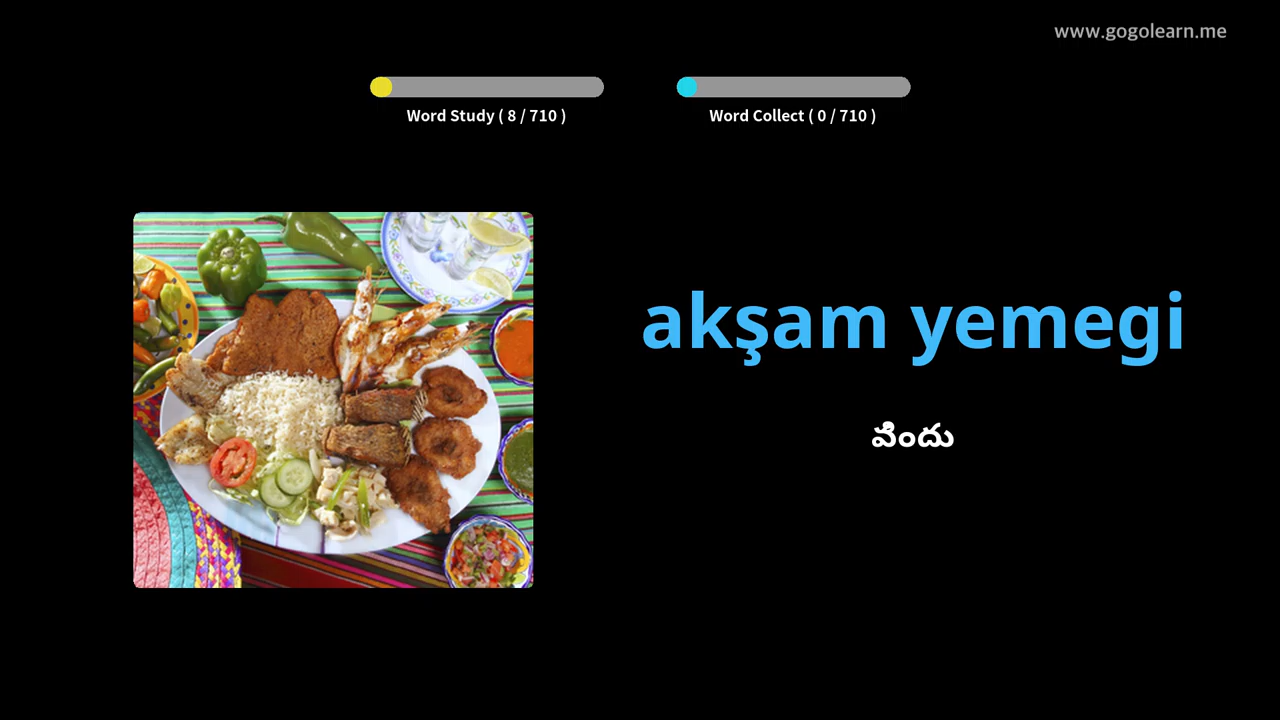 www.gogolearn.me
Word Study ( 8 / 710 )
Word Collect ( 0 / 710 )
akşam yemegi
విందు